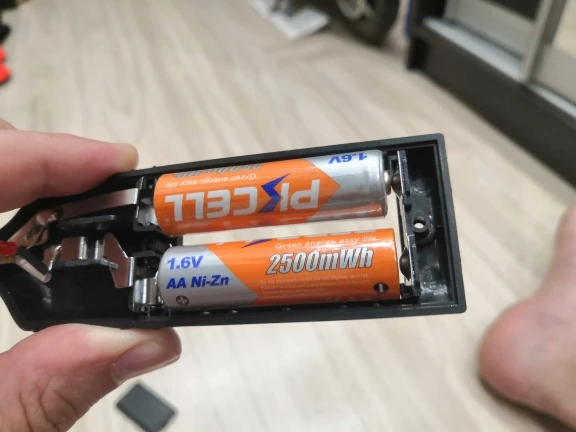 1.6V
Green energy easy life.
PKCELL
Green energy easy life.
1.6V
2500mWh
AA Ni-Zn